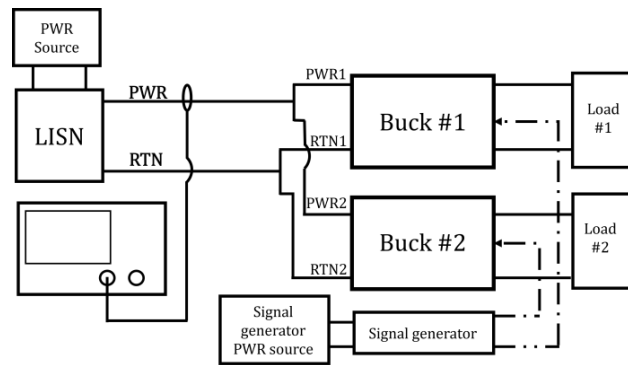 PWR
Source
LISN
PWR
RTN
PWR1
RTN1
Buck #1
Load
#1
PWR2
RTN2
Buck #2
Load
#2
Signal
generator
PWR source
Signal generator